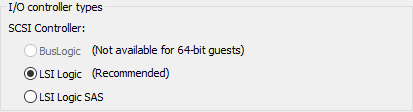 I/O controller types
SCSI Controller:
BusLogic (Not available for 64-bit guests)
LSI Logic (Recommended)
LSI Logic SAS